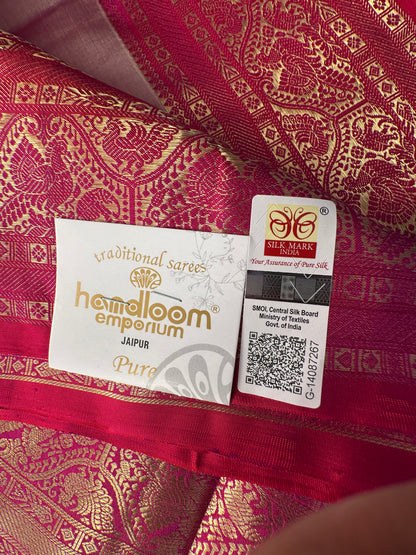 traditional sarees
handloom®
emporium
JAIPUR
Pure
®
SILK MARK
INDIA
Your Assurance of Pure Silk
SMOI, Central Silk Board
Ministry of Textiles
Govt. of India
G-14087267